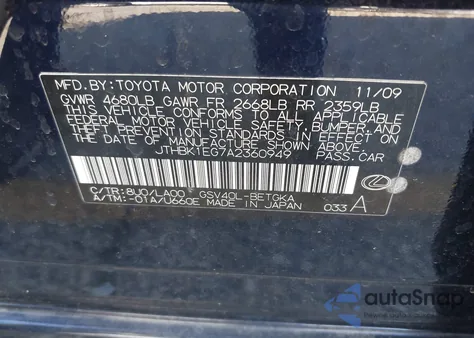 MFD.BY:TOYOTA MOTOR CORPORATION 11/09
GVWR 4680LB GAWR FR 2668LB RR 2359LB
THIS VEHICLE CONFORMS TO ALL APPLICABLE
FEDERAL MOTOR VEHICLE SAFETY, BUMPER, AND
THEFT PREVENTION STANDARDS IN EFFECT ON
THE DATE OF MANUFACTURE SHOWN ABOVE.
JTHBK1EG7A2360949 PASS.CAR
C/TR:8U0/LA00 GSV40L-BETGKA
A/TM:-01A/U660E MADE IN JAPAN 033 A
autoSnap